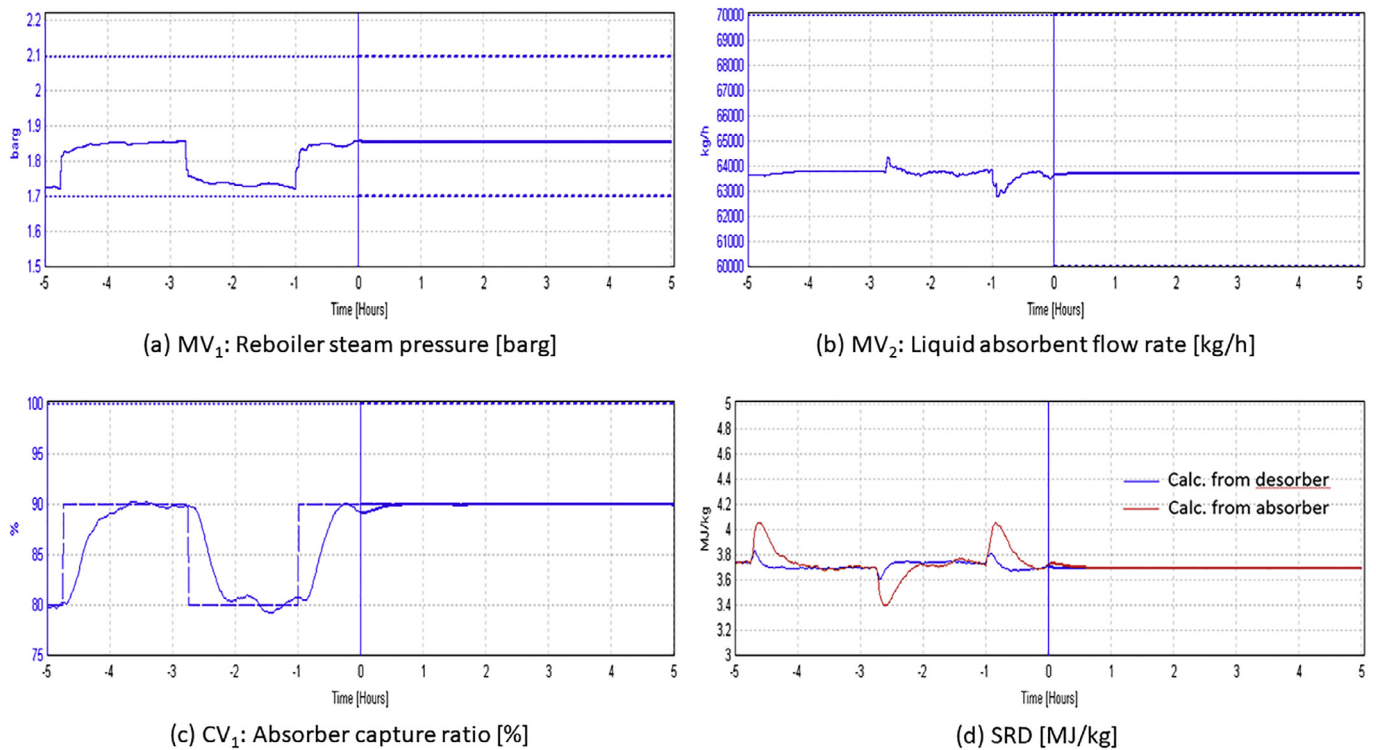 2.2
2.1
2
1.9
1.8
1.7
1.6
1.5
barg
-5 -4 -3 -2 -1 0 1 2 3 4 5
Time [Hours]
(a) MV₁: Reboiler steam pressure [barg]
70000
69000
68000
67000
66000
65000
64000
63000
62000
61000
60000
kg/h
-5 -4 -3 -2 -1 0 1 2 3 4 5
Time [Hours]
(b) MV₂: Liquid absorbent flow rate [kg/h]
100
95
90
85
80
75
%
-5 -4 -3 -2 -1 0 1 2 3 4 5
Time [Hours]
(c) CV₁: Absorber capture ratio [%]
5
4.8
4.6
4.4
4.2
4
3.8
3.6
3.4
3.2
3
MJ/kg
Calc. from desorber
Calc. from absorber
-5 -4 -3 -2 -1 0 1 2 3 4 5
Time [Hours]
(d) SRD [MJ/kg]